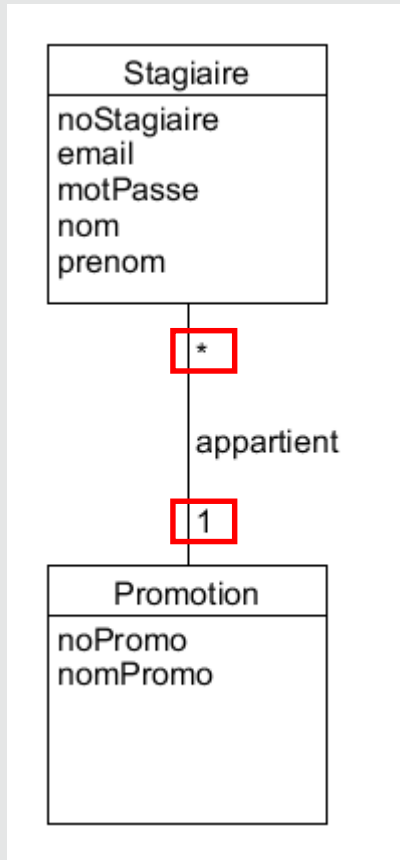 Stagiaire
noStagiaire
email
motPasse
nom
prenom
*
appartient
1
Promotion
noPromo
nomPromo